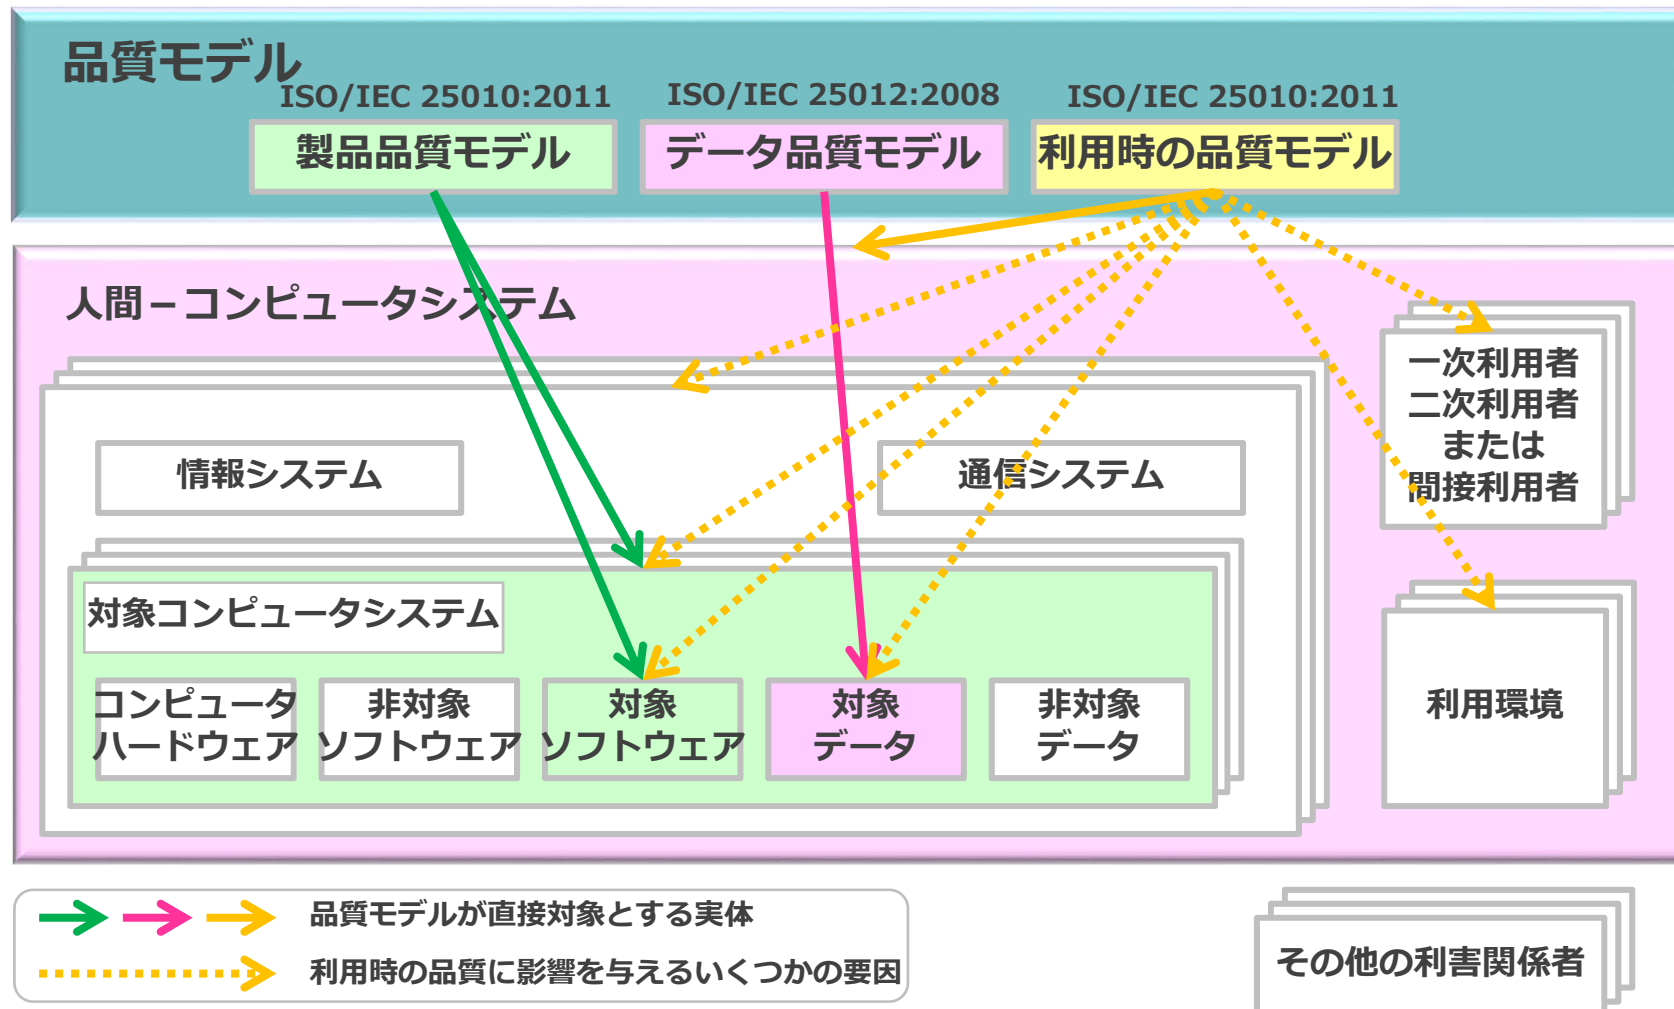 品質モデル
ISO/IEC 25010:2011
ISO/IEC 25012:2008
ISO/IEC 25010:2011
製品品質モデル
データ品質モデル
利用時の品質モデル
人間－コンピュータシステム
一次利用者
二次利用者
または
間接利用者
情報システム
通信システム
対象コンピュータシステム
コンピュータ
ハードウェア
非対象
ソフトウェア
対象
ソフトウェア
対象
データ
非対象
データ
利用環境
品質モデルが直接対象とする実体
利用時の品質に影響を与えるいくつかの要因
その他の利害関係者